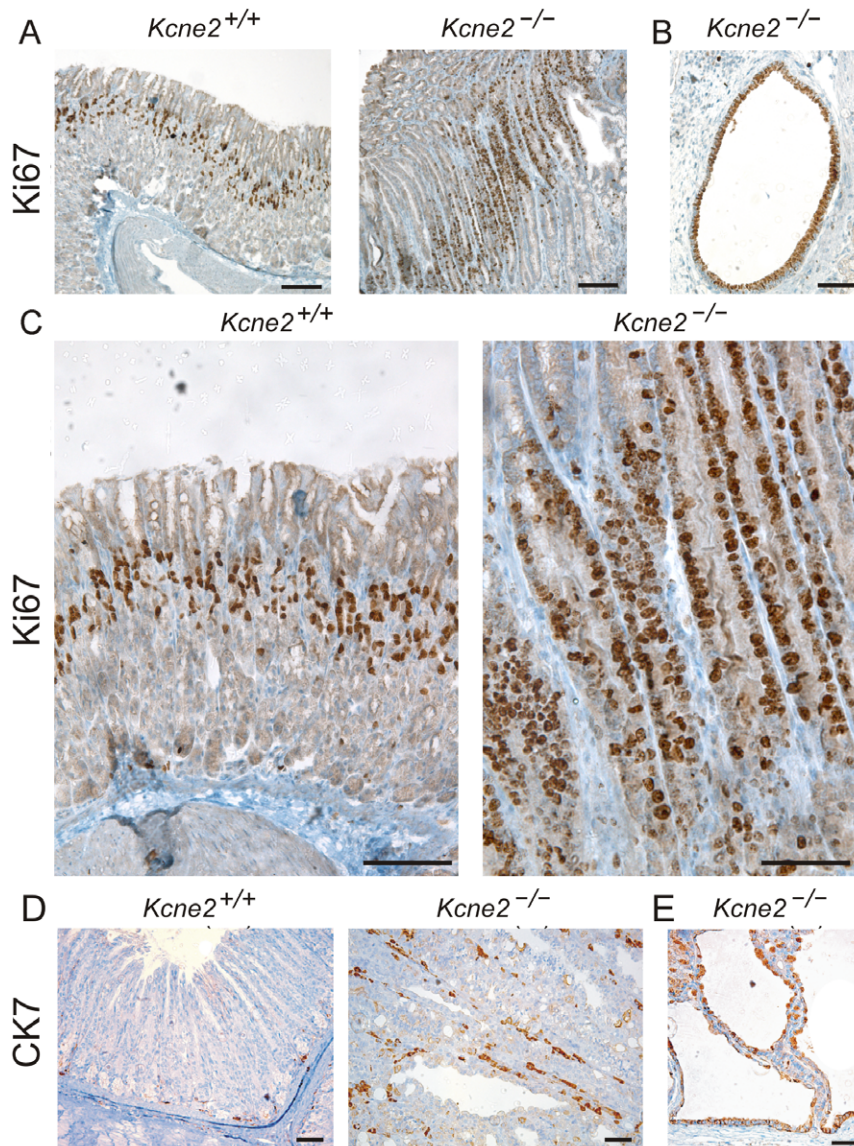 A Kcne2+/+ Kcne2−/− B Kcne2−/−
Ki67
C Kcne2+/+ Kcne2−/−
Ki67
D Kcne2+/+ Kcne2−/− E Kcne2−/−
CK7